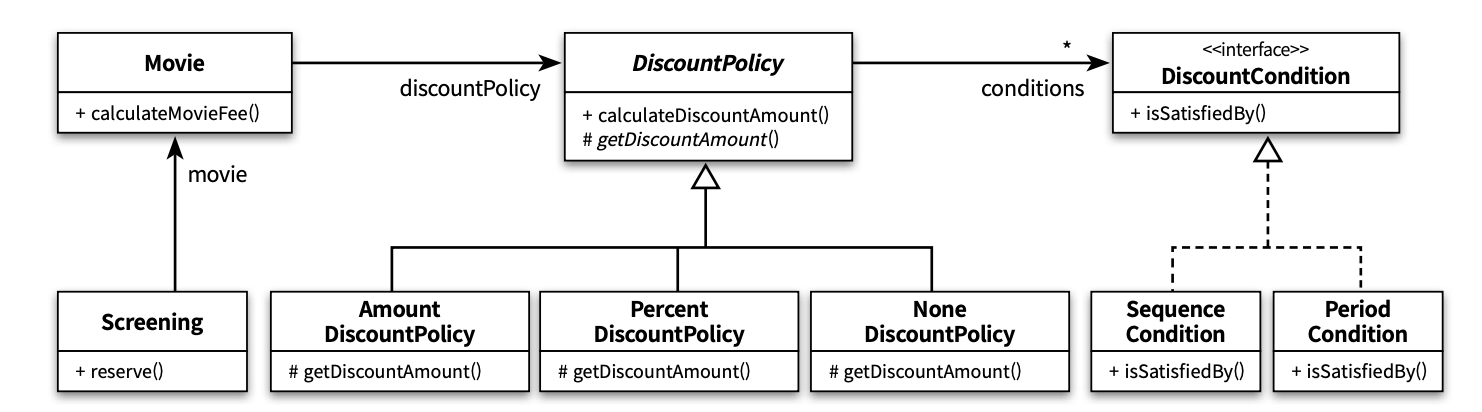 Movie
+ calculateMovieFee()
discountPolicy
DiscountPolicy
+ calculateDiscountAmount()
# getDiscountAmount()
*
conditions
<<interface>>
DiscountCondition
+ isSatisfiedBy()
movie
Screening
+ reserve()
Amount
DiscountPolicy
# getDiscountAmount()
Percent
DiscountPolicy
# getDiscountAmount()
None
DiscountPolicy
# getDiscountAmount()
Sequence
Condition
+ isSatisfiedBy()
Period
Condition
+ isSatisfiedBy()